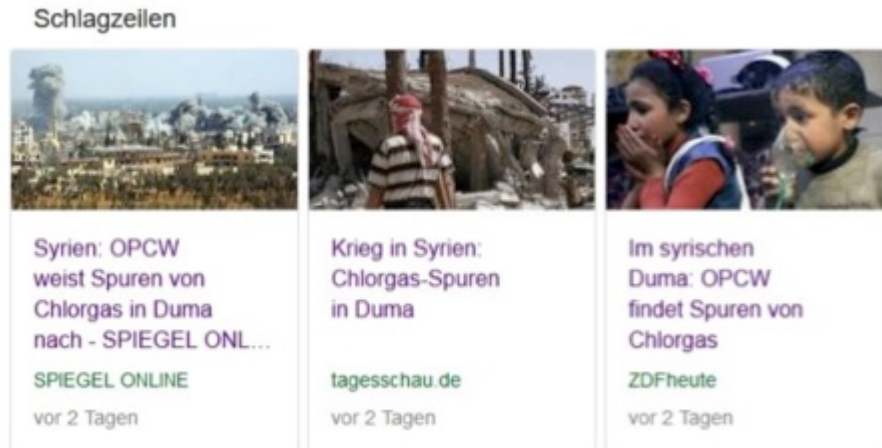 Schlagzeilen
Syrien: OPCW
weist Spuren von
Chlorgas in Duma
nach - SPIEGEL ONL...
SPIEGEL ONLINE
vor 2 Tagen
Krieg in Syrien:
Chlorgas-Spuren
in Duma
tagesschau.de
vor 2 Tagen
Im syrischen
Duma: OPCW
findet Spuren von
Chlorgas
ZDFheute
vor 2 Tagen